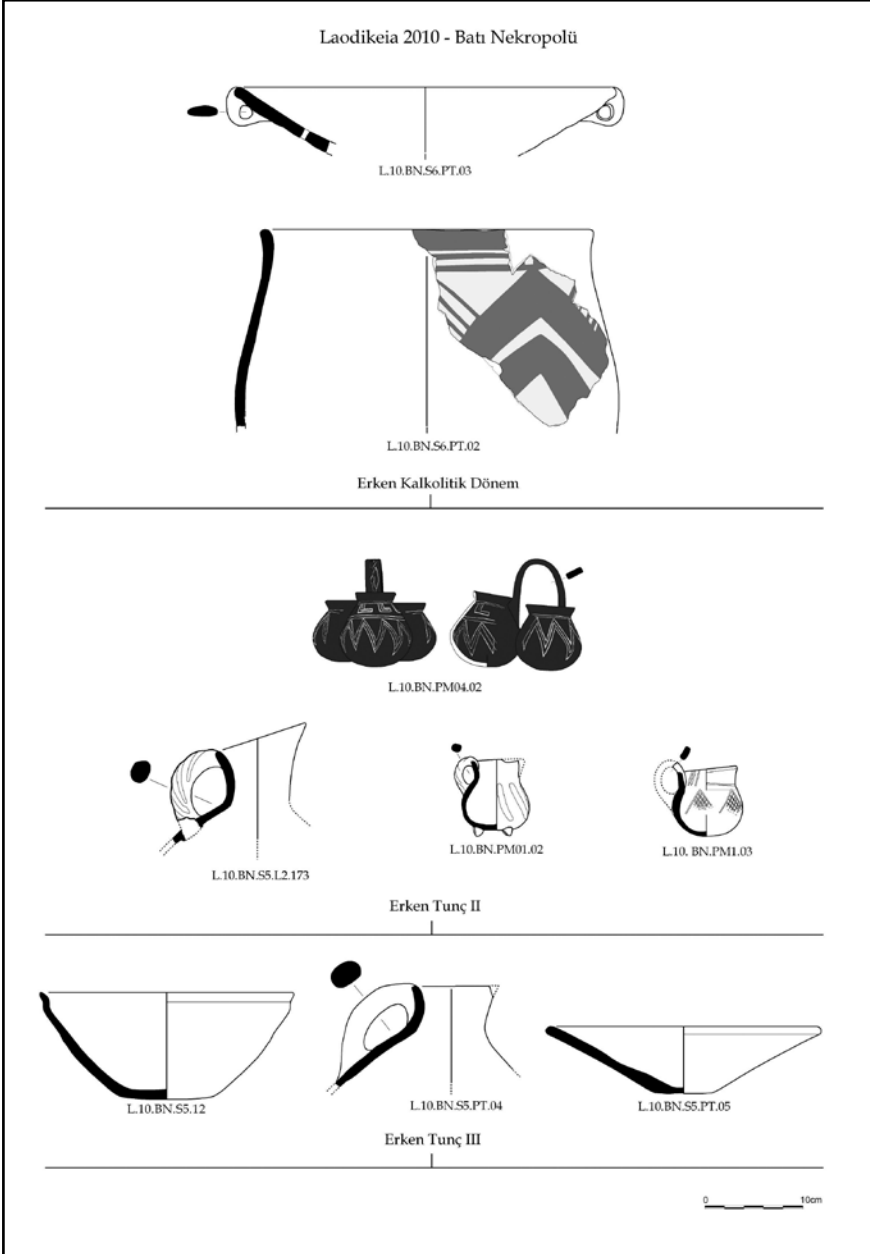 Laodikeia 2010 - Batı Nekropolü
L.10.BN.S6.PT.03
L.10.BN.S6.PT.02
Erken Kalkolitik Dönem
L.10.BN.PM04.02
L.10.BN.S5.L2.173
L.10.BN.PM01.02
L.10. BN.PM1.03
Erken Tunç II
L.10.BN.S5.12
L.10.BN.S5.PT.04
L.10.BN.S5.PT.05
Erken Tunç III
0 10cm